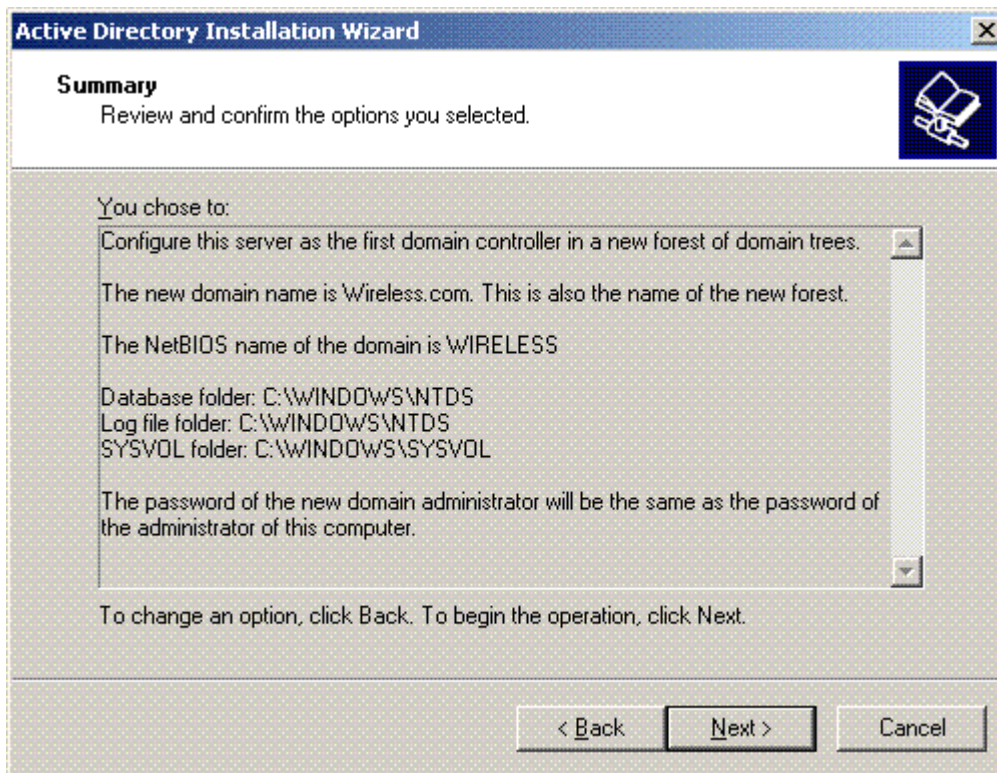 Active Directory Installation Wizard
Summary
Review and confirm the options you selected.
You chose to:
Configure this server as the first domain controller in a new forest of domain trees.
The new domain name is Wireless.com. This is also the name of the new forest.
The NetBIOS name of the domain is WIRELESS
Database folder: C:\WINDOWS\NTDS
Log file folder: C:\WINDOWS\NTDS
SYSVOL folder: C:\WINDOWS\SYSVOL
The password of the new domain administrator will be the same as the password of
the administrator of this computer.
To change an option, click Back. To begin the operation, click Next.
< Back Next > Cancel